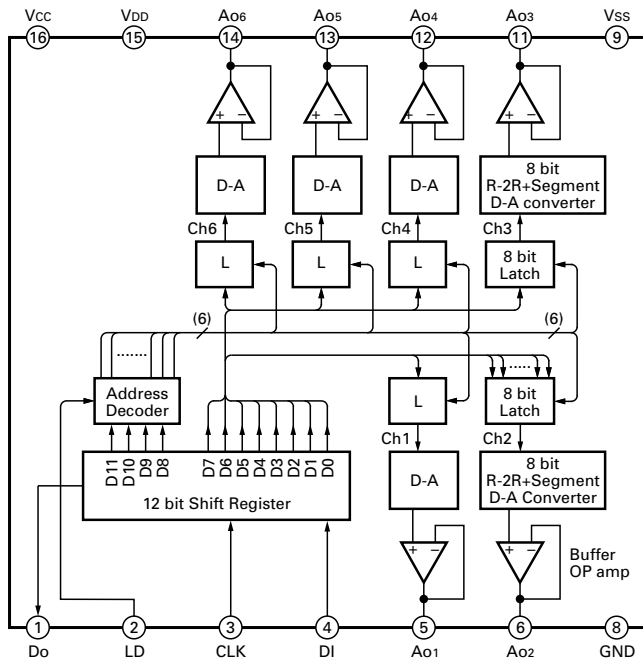 VCC VDD AO6 AO5 AO4 AO3 VSS
16 15 14 13 12 11 9
+ − + − + − + −
D-A D-A D-A 8 bit
R-2R+Segment
D-A converter
Ch6 Ch5 Ch4 Ch3
L L L 8 bit
Latch
(6) (6)
........ .....
Address
Decoder
L 8 bit
Latch
D11 D10 D9 D8 D7 D6 D5 D4 D3 D2 D1 D0
Ch1 Ch2
12 bit Shift Register
D-A 8 bit
R-2R+Segment
D-A Converter
+ − + −
Buffer
OP amp
1 2 3 4 5 6 8
DO LD CLK DI AO1 AO2 GND